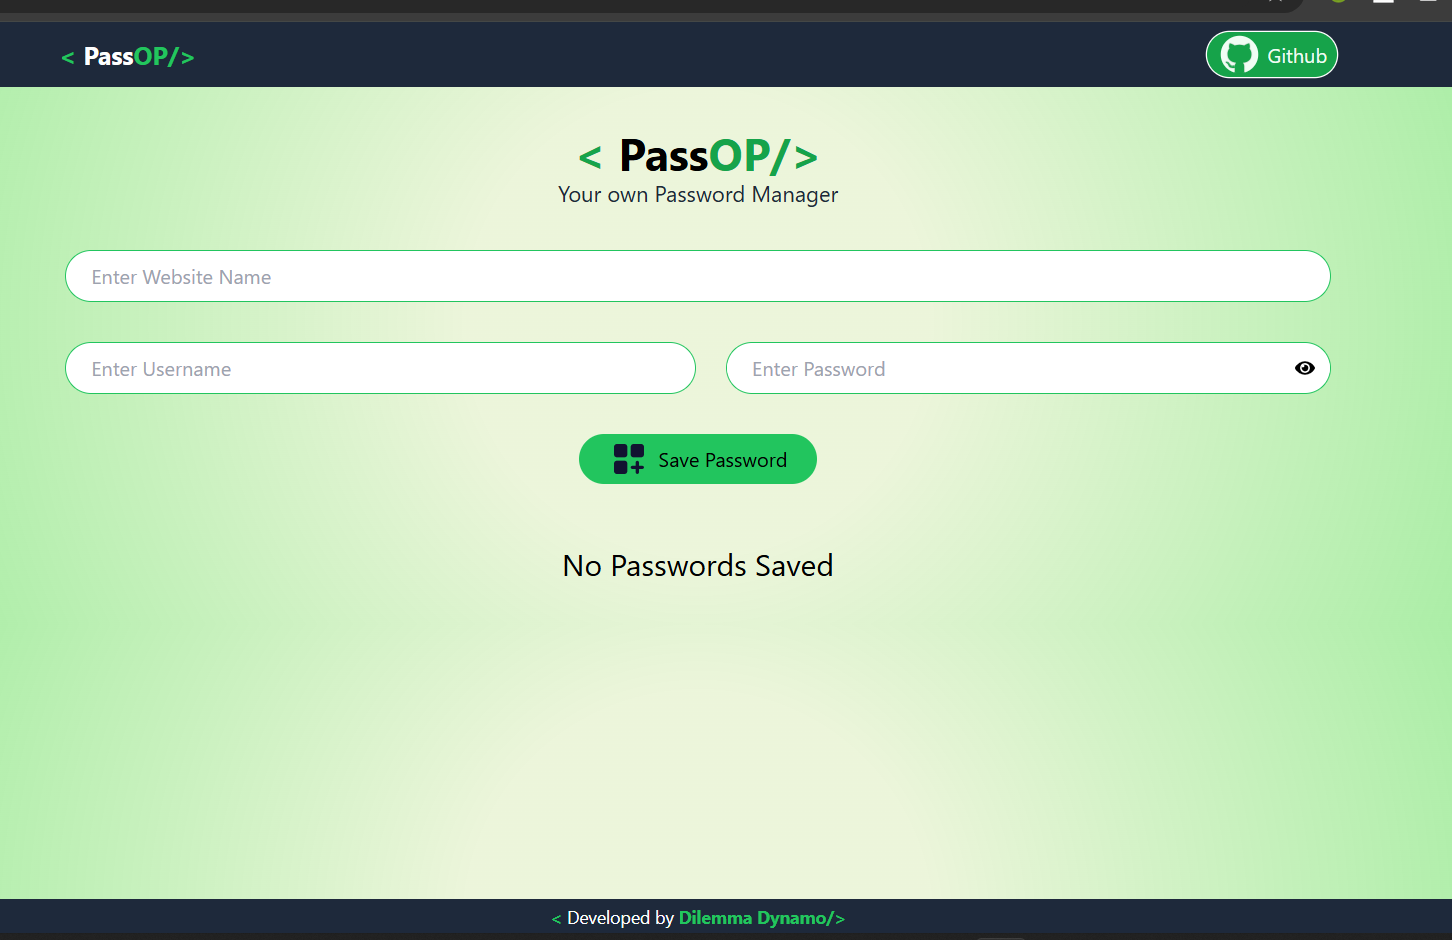 < PassOP/>
Github
< PassOP/>
Your own Password Manager
Enter Website Name
Enter Username
Enter Password
Save Password
No Passwords Saved
< Developed by Dilemma Dynamo/>